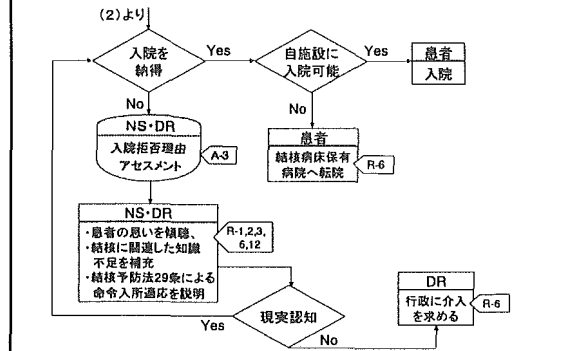 (2)より
入院を
納得
Yes
自施設に
入院可能
Yes
患者
入院
No
No
NS・DR
入院拒否理由
アセスメント
A-3
患者
結核病床保有
病院へ転院
R-6
NS・DR
・患者の思いを傾聴、
・結核に関連した知識
不足を補充
・結核予防法29条による
命令入所適応を説明
R-1,2,3,
6,12
現実認知
Yes
No
DR
行政に介入
を求める
R-6